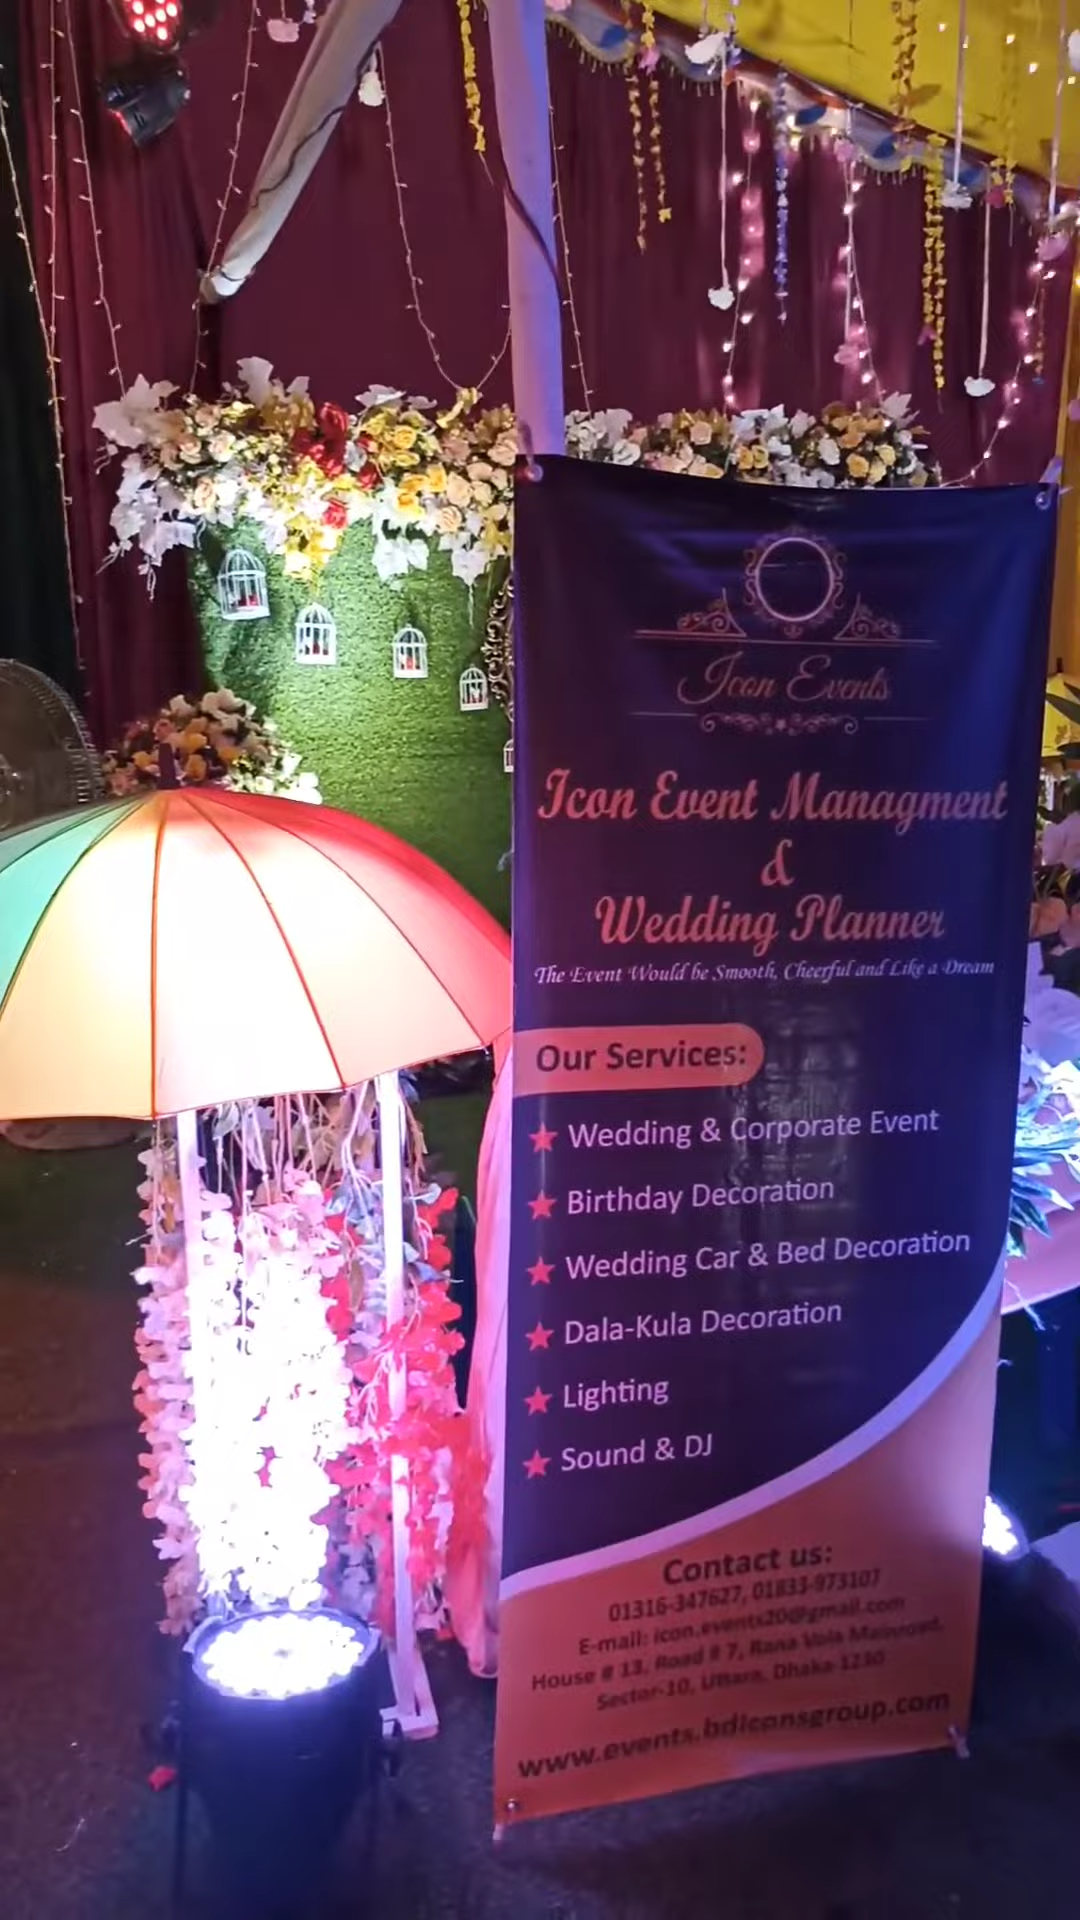 Icon Events
Icon Event Managment
&
Wedding Planner
The Event Would be Smooth, Cheerful and Like a Dream
Our Services:
Wedding & Corporate Event
Birthday Decoration
Wedding Car & Bed Decoration
Dala-Kula Decoration
Lighting
Sound & DJ
Contact us:
01316-347627, 01833-973107
E-mail: icon.events20@gmail.com
House # 13, Road # 7, Rana Vola Mainroad,
Sector-10, Uttara, Dhaka-1230
www.events.bdiconsgroup.com